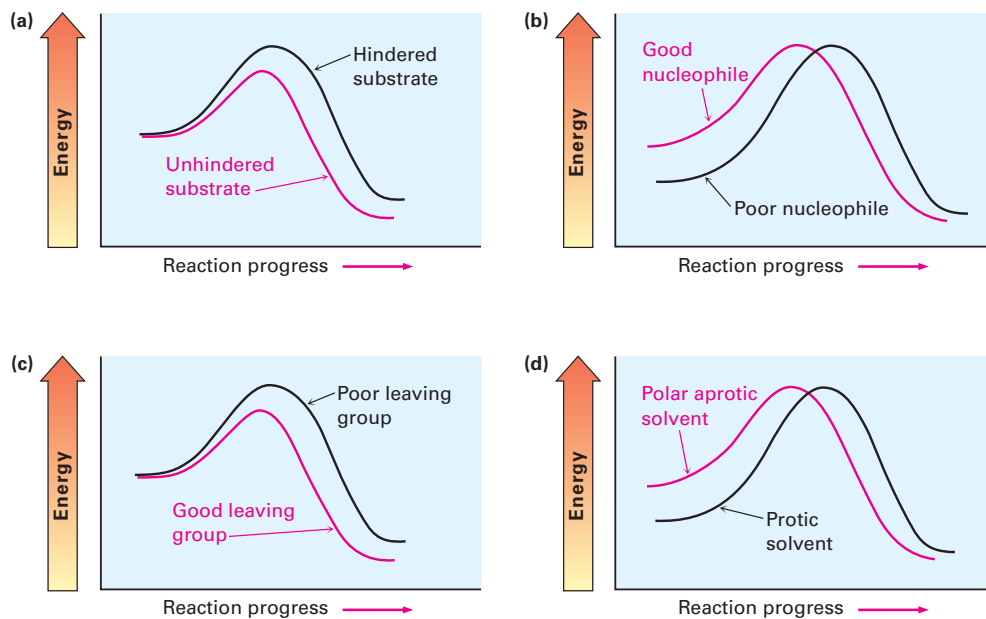 (a)
Energy
Hindered
substrate
Unhindered
substrate
Reaction progress
(b)
Energy
Good
nucleophile
Poor nucleophile
Reaction progress
(c)
Energy
Poor leaving
group
Good leaving
group
Reaction progress
(d)
Energy
Polar aprotic
solvent
Protic
solvent
Reaction progress